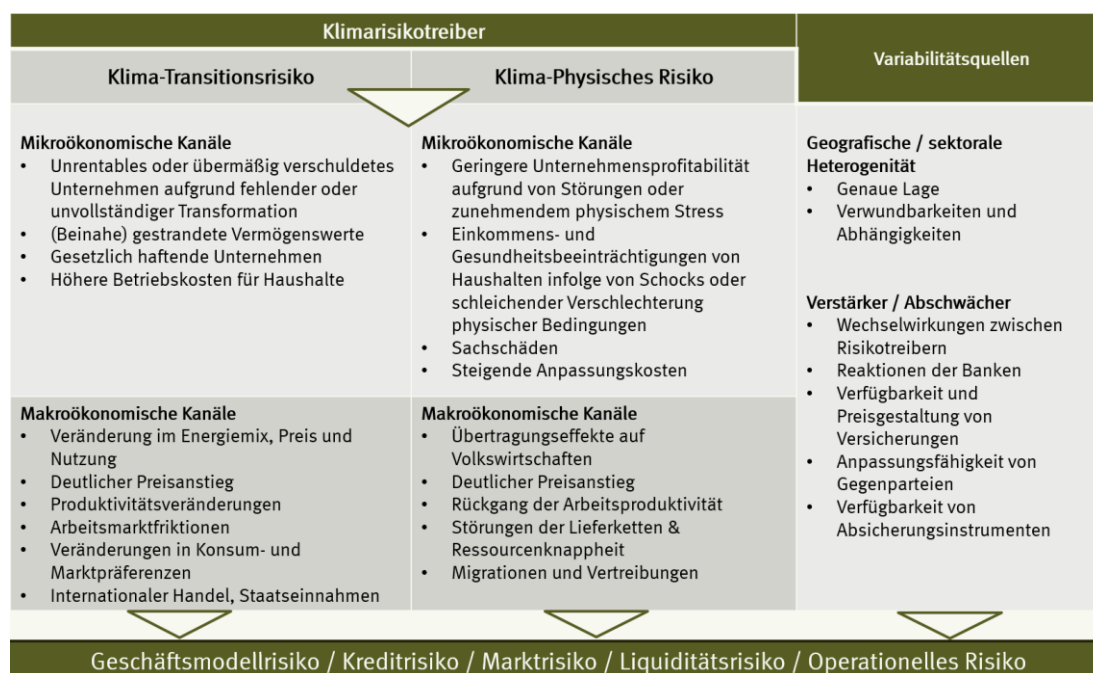 Klimarisikotreiber
Variabilitätsquellen
Klima-Transitionsrisiko
Klima-Physisches Risiko
Mikroökonomische Kanäle
• Unrentables oder übermäßig verschuldetes
Unternehmen aufgrund fehlender oder
unvollständiger Transformation
• (Beinahe) gestrandete Vermögenswerte
• Gesetzlich haftende Unternehmen
• Höhere Betriebskosten für Haushalte
Mikroökonomische Kanäle
• Geringere Unternehmensprofitabilität
aufgrund von Störungen oder
zunehmendem physischem Stress
• Einkommens- und
Gesundheitsbeeinträchtigungen von
Haushalten infolge von Schocks oder
schleichender Verschlechterung
physischer Bedingungen
• Sachschäden
• Steigende Anpassungskosten
Geografische / sektorale
Heterogenität
• Genaue Lage
• Verwundbarkeiten und
Abhängigkeiten
Verstärker / Abschwächer
• Wechselwirkungen zwischen
Risikotreibern
• Reaktionen der Banken
• Verfügbarkeit und
Preisgestaltung von
Versicherungen
• Anpassungsfähigkeit von
Gegenparteien
• Verfügbarkeit von
Absicherungsinstrumenten
Makroökonomische Kanäle
• Veränderung im Energiemix, Preis und
Nutzung
• Deutlicher Preisanstieg
• Produktivitätsveränderungen
• Arbeitsmarktfriktionen
• Veränderungen in Konsum- und
Marktpräferenzen
• Internationaler Handel, Staatseinnahmen
Makroökonomische Kanäle
• Übertragungseffekte auf
Volkswirtschaften
• Deutlicher Preisanstieg
• Rückgang der Arbeitsproduktivität
• Störungen der Lieferketten &
Ressourcenknappheit
• Migrationen und Vertreibungen
Geschäftsmodellrisiko / Kreditrisiko / Marktrisiko / Liquiditätsrisiko / Operationelles Risiko